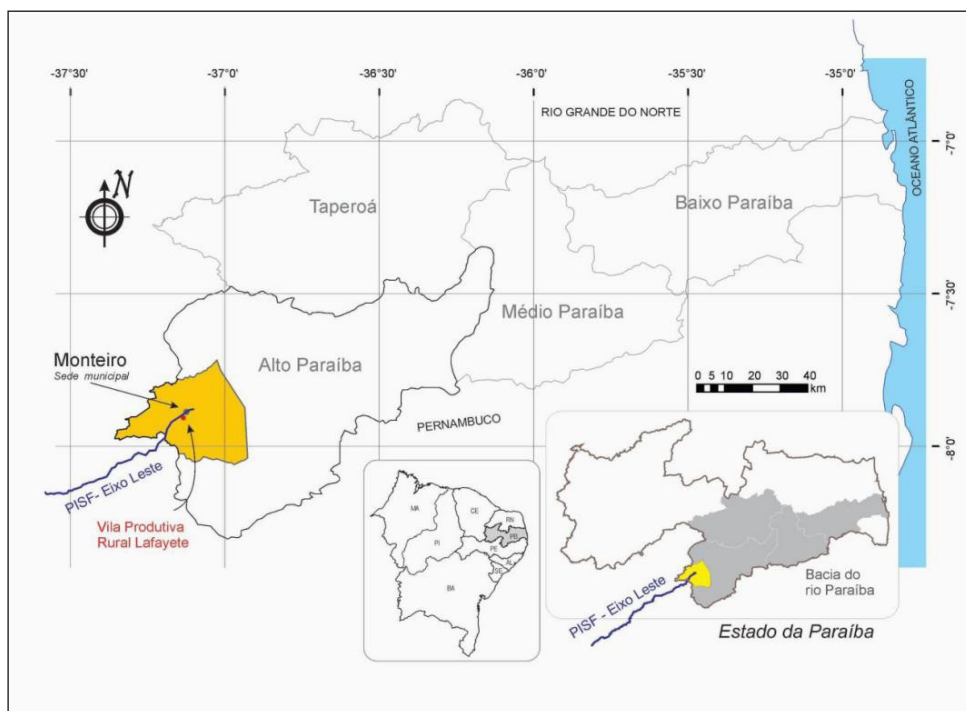 -37°30'
-37°0'
-36°30'
-36°0'
-35°30'
-35°0'
RIO GRANDE DO NORTE
OCEANO ATLÂNTICO
-7°0'
N
Taperoá
Baixo Paraíba
-7°30'
Médio Paraíba
Monteiro
Sede municipal
Alto Paraíba
0 5 10 20 30 40
km
PERNAMBUCO
-8°0'
PISF- Eixo Leste
Vila Produtiva
Rural Lafayete
MA
CE
RN
PB
PI
PE
AL
SE
BA
Bacia do
rio Paraíba
PISF - Eixo Leste
Estado da Paraíba